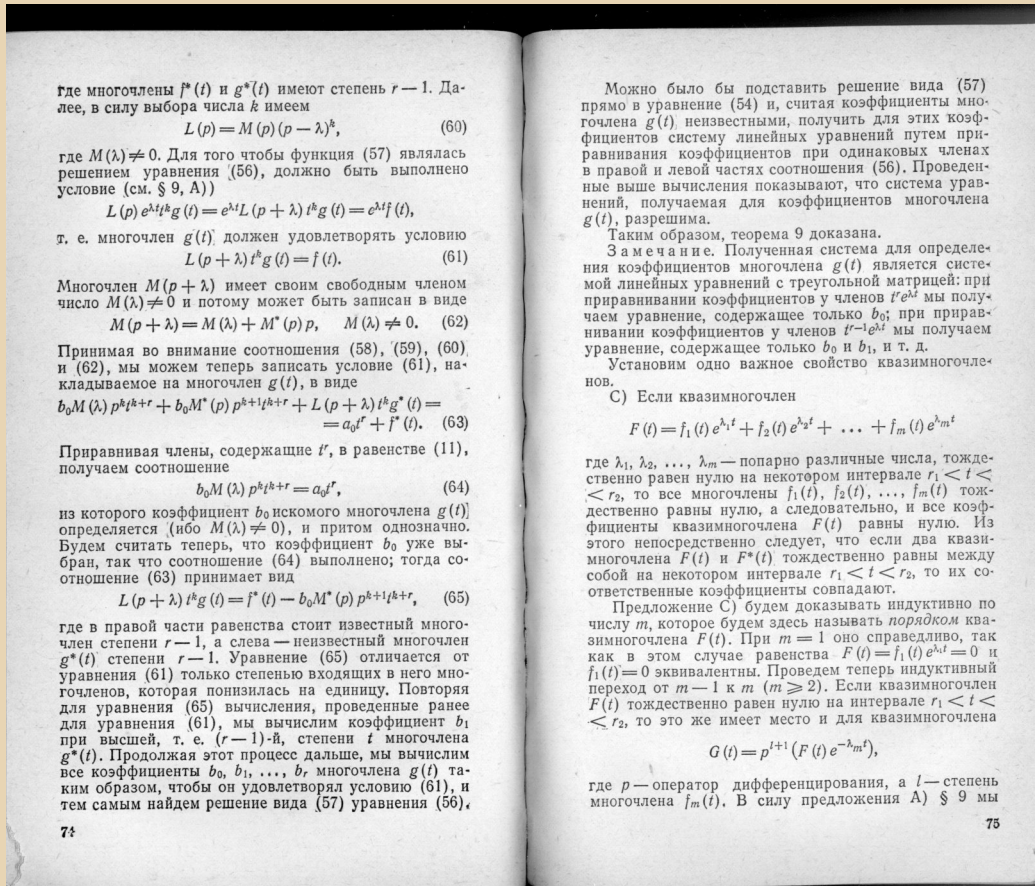 где многочлены f* (t) и g*(t) имеют степень r — 1. Да-
лее, в силу выбора числа k имеем
L (p) = M (p) (p — λ)ᵏ, (60)
где M (λ) ≠ 0. Для того чтобы функция (57) являлась
решением уравнения (56), должно быть выполнено
условие (см. § 9, А))
L (p) e^{λt}tᵏg (t) = e^{λt}L (p + λ) tᵏg (t) = e^{λt}f (t),
т. е. многочлен g(t) должен удовлетворять условию
L (p + λ) tᵏg (t) = f (t). (61)
Многочлен M (p + λ) имеет своим свободным членом
число M (λ) ≠ 0 и потому может быть записан в виде
M (p + λ) = M (λ) + M* (p) p, M (λ) ≠ 0. (62)
Принимая во внимание соотношения (58), (59), (60)
и (62), мы можем теперь записать условие (61), на-
кладываемое на многочлен g(t), в виде
b₀M (λ) pᵏt^{k+r} + b₀M* (p) p^{k+1}t^{k+r} + L (p + λ) tᵏg* (t) =
= a₀tʳ + f* (t). (63)
Приравнивая члены, содержащие tʳ, в равенстве (11),
получаем соотношение
b₀M (λ) pᵏt^{k+r} = a₀tʳ, (64)
из которого коэффициент b₀ искомого многочлена g(t)
определяется (ибо M (λ) ≠ 0), и притом однозначно.
Будем считать теперь, что коэффициент b₀ уже вы-
бран, так что соотношение (64) выполнено; тогда со-
отношение (63) принимает вид
L (p + λ) tᵏg (t) = f* (t) — b₀M* (p) p^{k+1}t^{k+r}, (65)
где в правой части равенства стоит известный много-
член степени r — 1, а слева — неизвестный многочлен
g*(t) степени r — 1. Уравнение (65) отличается от
уравнения (61) только степенью входящих в него мно-
гочленов, которая понизилась на единицу. Повторяя
для уравнения (65) вычисления, проведенные ранее
для уравнения (61), мы вычислим коэффициент b₁
при высшей, т. е. (r — 1)-й, степени t многочлена
g*(t). Продолжая этот процесс дальше, мы вычислим
все коэффициенты b₀, b₁, ..., bᵣ многочлена g(t) та-
ким образом, чтобы он удовлетворял условию (61), и
тем самым найдем решение вида (57) уравнения (56).
74
Можно было бы подставить решение вида (57)
прямо в уравнение (54) и, считая коэффициенты мно-
гочлена g(t) неизвестными, получить для этих коэф-
фициентов систему линейных уравнений путем при-
равнивания коэффициентов при одинаковых членах
в правой и левой частях соотношения (56). Проведен-
ные выше вычисления показывают, что система урав-
нений, получаемая для коэффициентов многочлена
g(t), разрешима.
Таким образом, теорема 9 доказана.
Замечание. Полученная система для определе-
ния коэффициентов многочлена g(t) является систе-
мой линейных уравнений с треугольной матрицей: при
приравнивании коэффициентов у членов tʳe^{λt} мы полу-
чаем уравнение, содержащее только b₀; при прирав-
нивании коэффициентов у членов t^{r—1}e^{λt} мы получаем
уравнение, содержащее только b₀ и b₁, и т. д.
Установим одно важное свойство квазимногочле-
нов.
С) Если квазимногочлен
F (t) = f₁ (t) e^{λ₁t} + f₂ (t) e^{λ₂t} + ... + fₘ (t) e^{λₘt}
где λ₁, λ₂, ..., λₘ — попарно различные числа, тожде-
ственно равен нулю на некотором интервале r₁ < t <
< r₂, то все многочлены f₁(t), f₂(t), ..., fₘ(t) тож-
дественно равны нулю, а следовательно, и все коэф-
фициенты квазимногочлена F(t) равны нулю. Из
этого непосредственно следует, что если два квази-
многочлена F(t) и F*(t) тождественно равны между
собой на некотором интервале r₁ < t < r₂, то их со-
ответственные коэффициенты совпадают.
Предложение С) будем доказывать индуктивно по
числу m, которое будем здесь называть порядком ква-
зимногочлена F(t). При m = 1 оно справедливо, так
как в этом случае равенства F (t) = f₁ (t) e^{λ₁t} = 0 и
f₁(t) = 0 эквивалентны. Проведем теперь индуктивный
переход от m — 1 к m (m ⩾ 2). Если квазимногочлен
F(t) тождественно равен нулю на интервале r₁ < t <
< r₂, то это же имеет место и для квазимногочлена
G (t) = p^{l+1} (F (t) e^{—λₘt}),
где p — оператор дифференцирования, а l — степень
многочлена fₘ(t). В силу предложения А) § 9 мы
75